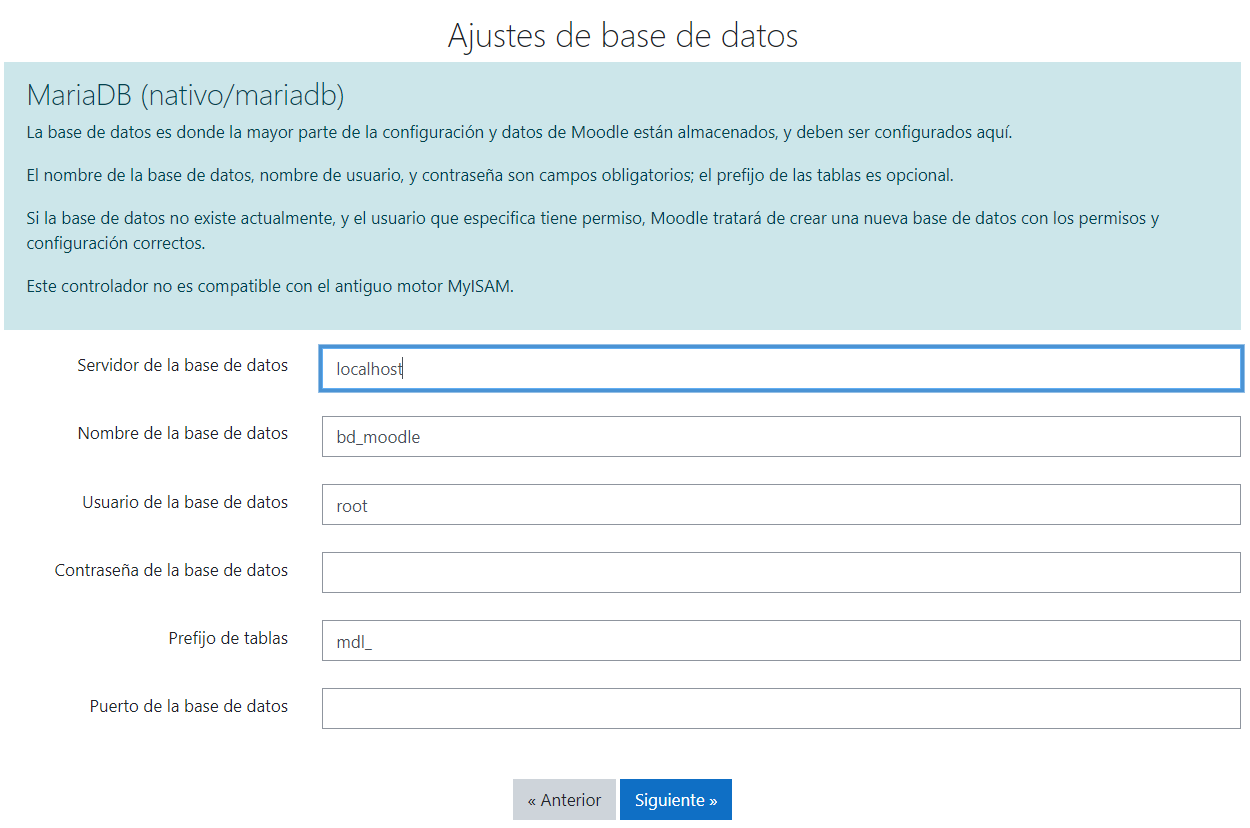 Ajustes de base de datos
MariaDB (nativo/mariadb)
La base de datos es donde la mayor parte de la configuración y datos de Moodle están almacenados, y deben ser configurados aquí.
El nombre de la base de datos, nombre de usuario, y contraseña son campos obligatorios; el prefijo de las tablas es opcional.
Si la base de datos no existe actualmente, y el usuario que especifica tiene permiso, Moodle tratará de crear una nueva base de datos con los permisos y
configuración correctos.
Este controlador no es compatible con el antiguo motor MyISAM.
Servidor de la base de datos localhost
Nombre de la base de datos bd_moodle
Usuario de la base de datos root
Contraseña de la base de datos
Prefijo de tablas mdl_
Puerto de la base de datos
« Anterior Siguiente »